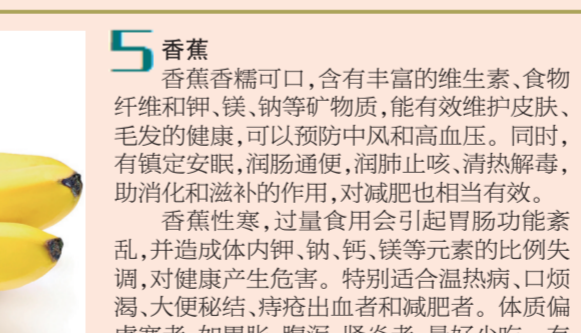 5 香蕉
香蕉香糯可口,含有丰富的维生素、食物
纤维和钾、镁、钠等矿物质,能有效维护皮肤、
毛发的健康,可以预防中风和高血压。同时,
有镇定安眠,润肠通便,润肺止咳、清热解毒,
助消化和滋补的作用,对减肥也相当有效。
香蕉性寒,过量食用会引起胃肠功能紊
乱,并造成体内钾、钠、钙、镁等元素的比例失
调,对健康产生危害。特别适合温热病、口烦
渴、大便秘结、痔疮出血者和减肥者。体质偏